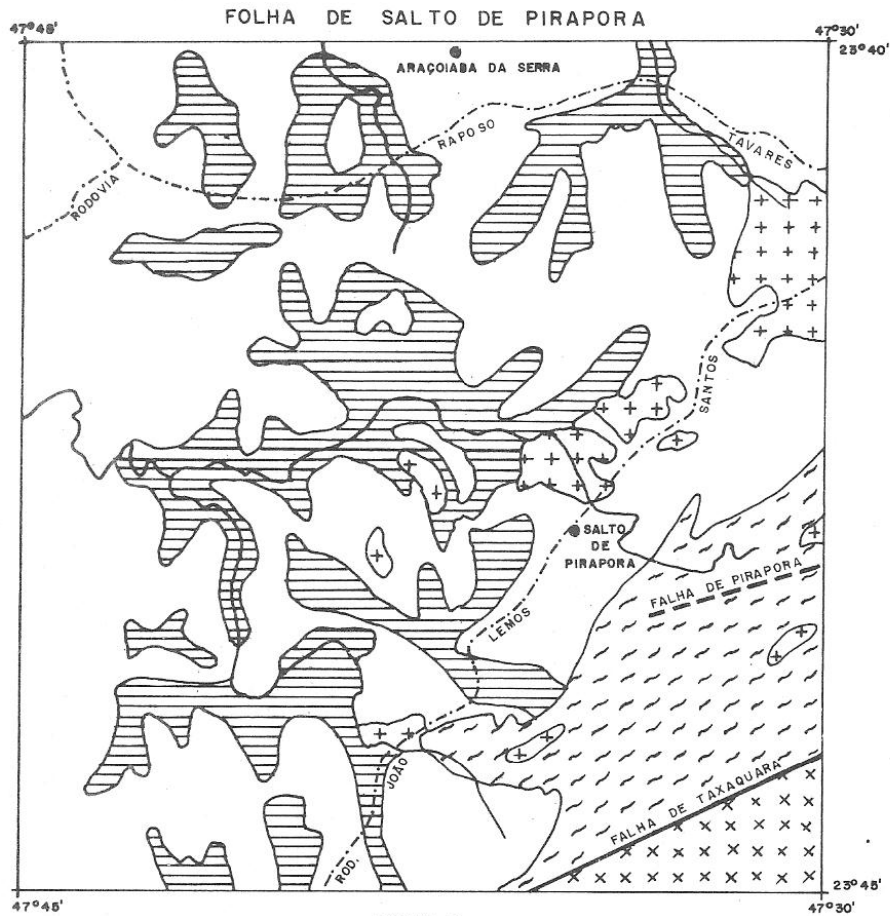 FOLHA DE SALTO DE PIRAPORA
47°45'
47°30'
23°40'
ARAÇOIABA DA SERRA
RAPOSO
TAVARES
RODOVIA
SANTOS
SALTO
DE
PIRAPORA
FALHA DE PIRAPORA
LEMOS
JOÃO
FALHA DE TAXAQUARA
ROD.
47°45'
23°45'
47°30'